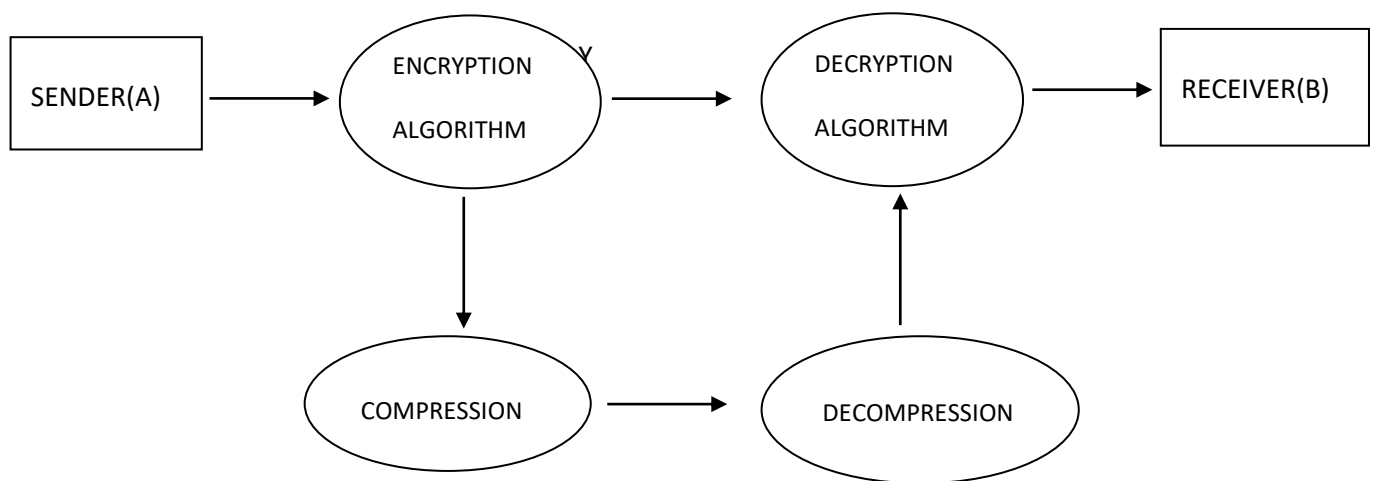 SENDER(A)
ENCRYPTION
ALGORITHM
Y
DECRYPTION
ALGORITHM
RECEIVER(B)
COMPRESSION
DECOMPRESSION